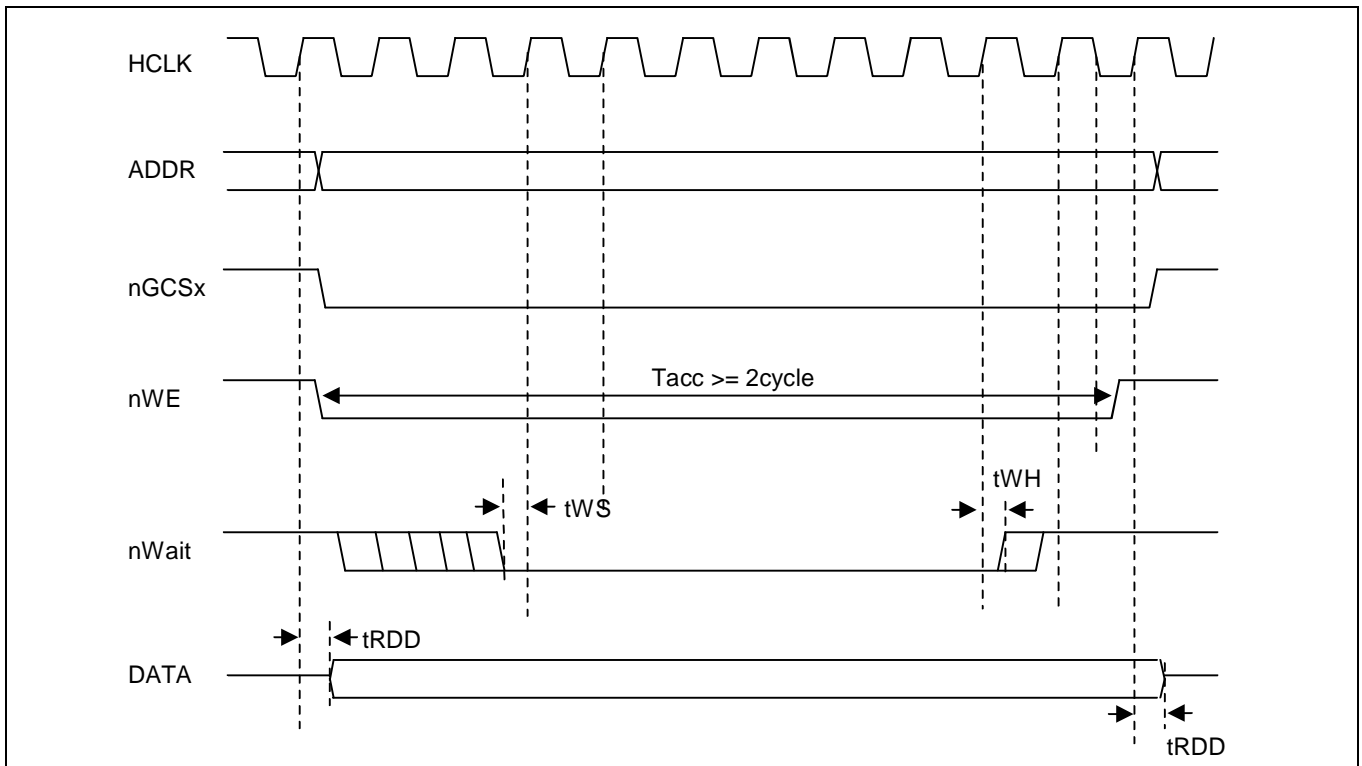 HCLK
ADDR
nGCSx
Tacc >= 2cycle
nWE
tWH
tWS
nWait
tRDD
DATA
tRDD